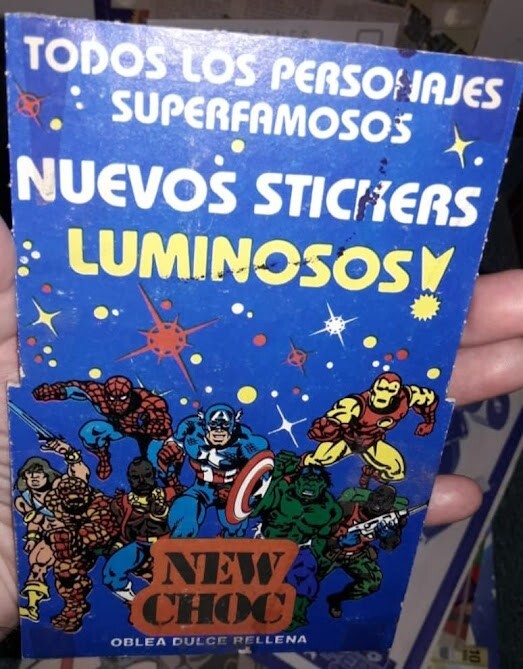 TODOS LOS PERSONAJES
SUPERFAMOSOS
NUEVOS STICKERS
LUMINOSOS!
NEW
CHOC
OBLEA DULCE RELLENA